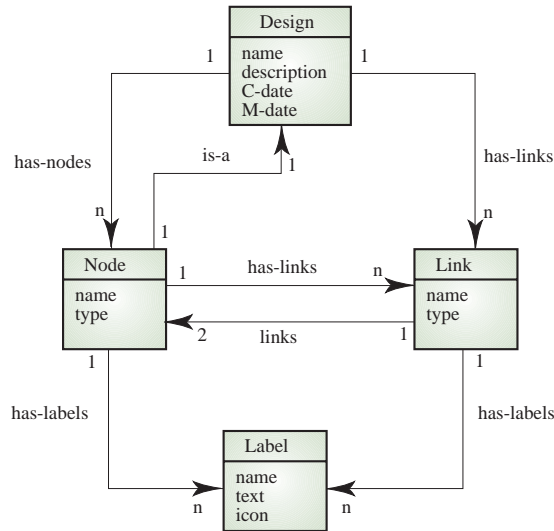 Design
1
name
1
description
C-date
M-date
has-nodes
is-a
1
has-links
n
1
n
Node
1
has-links
n
Link
name
type
name
type
2
links
1
1
1
has-labels
has-labels
Label
name
text
icon
n
n